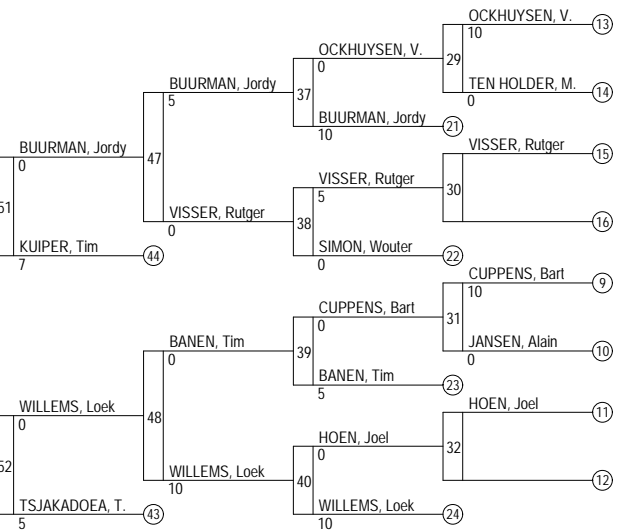 OCKHUYSEN, V.
10
13
OCKHUYSEN, V.
0
29
BUURMAN, Jordy
5
37
TEN HOLDER, M.
0
14
BUURMAN, Jordy
10
21
BUURMAN, Jordy
0
47
VISSER, Rutger
15
51
VISSER, Rutger
5
30
VISSER, Rutger
0
38
16
KUIPER, Tim
7
44
SIMON, Wouter
0
22
CUPPENS, Bart
10
9
CUPPENS, Bart
0
31
BANEN, Tim
0
39
JANSEN, Alain
0
10
BANEN, Tim
5
23
WILLEMS, Loek
0
48
HOEN, Joel
11
HOEN, Joel
0
32
52
WILLEMS, Loek
10
40
12
TSJAKADOEA, T.
5
43
WILLEMS, Loek
10
24